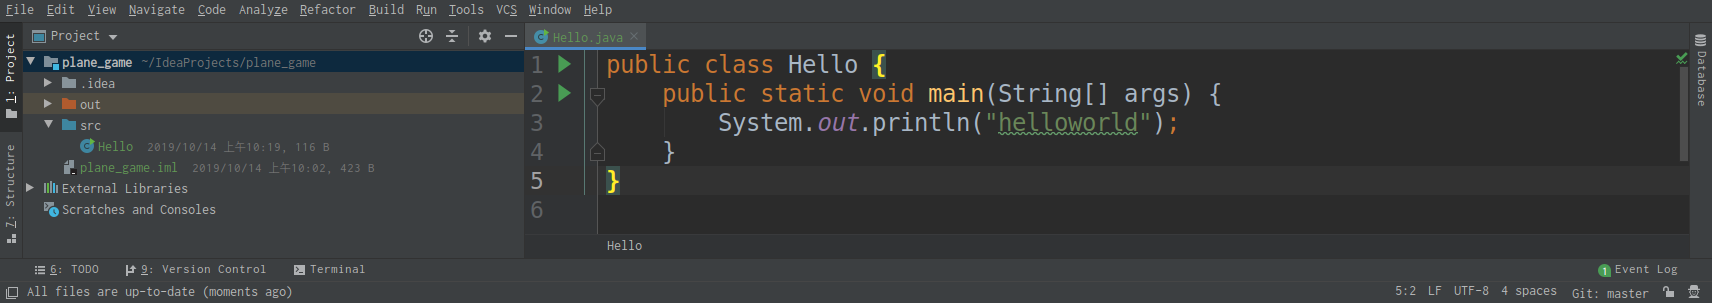 File Edit View Navigate Code Analyze Refactor Build Run Tools VCS Window Help
Project
Hello.java
1: Project
plane_game ~/IdeaProjects/plane_game
.idea
out
src
Hello 2019/10/14 上午10:19, 116 B
plane_game.iml 2019/10/14 上午10:02, 423 B
External Libraries
Scratches and Consoles
7: Structure
1 public class Hello {
2 public static void main(String[] args) {
3 System.out.println("helloworld");
4 }
5 }
6
Hello
Database
6: TODO 9: Version Control Terminal
1 Event Log
All files are up-to-date (moments ago)
5:2 LF UTF-8 4 spaces Git: master